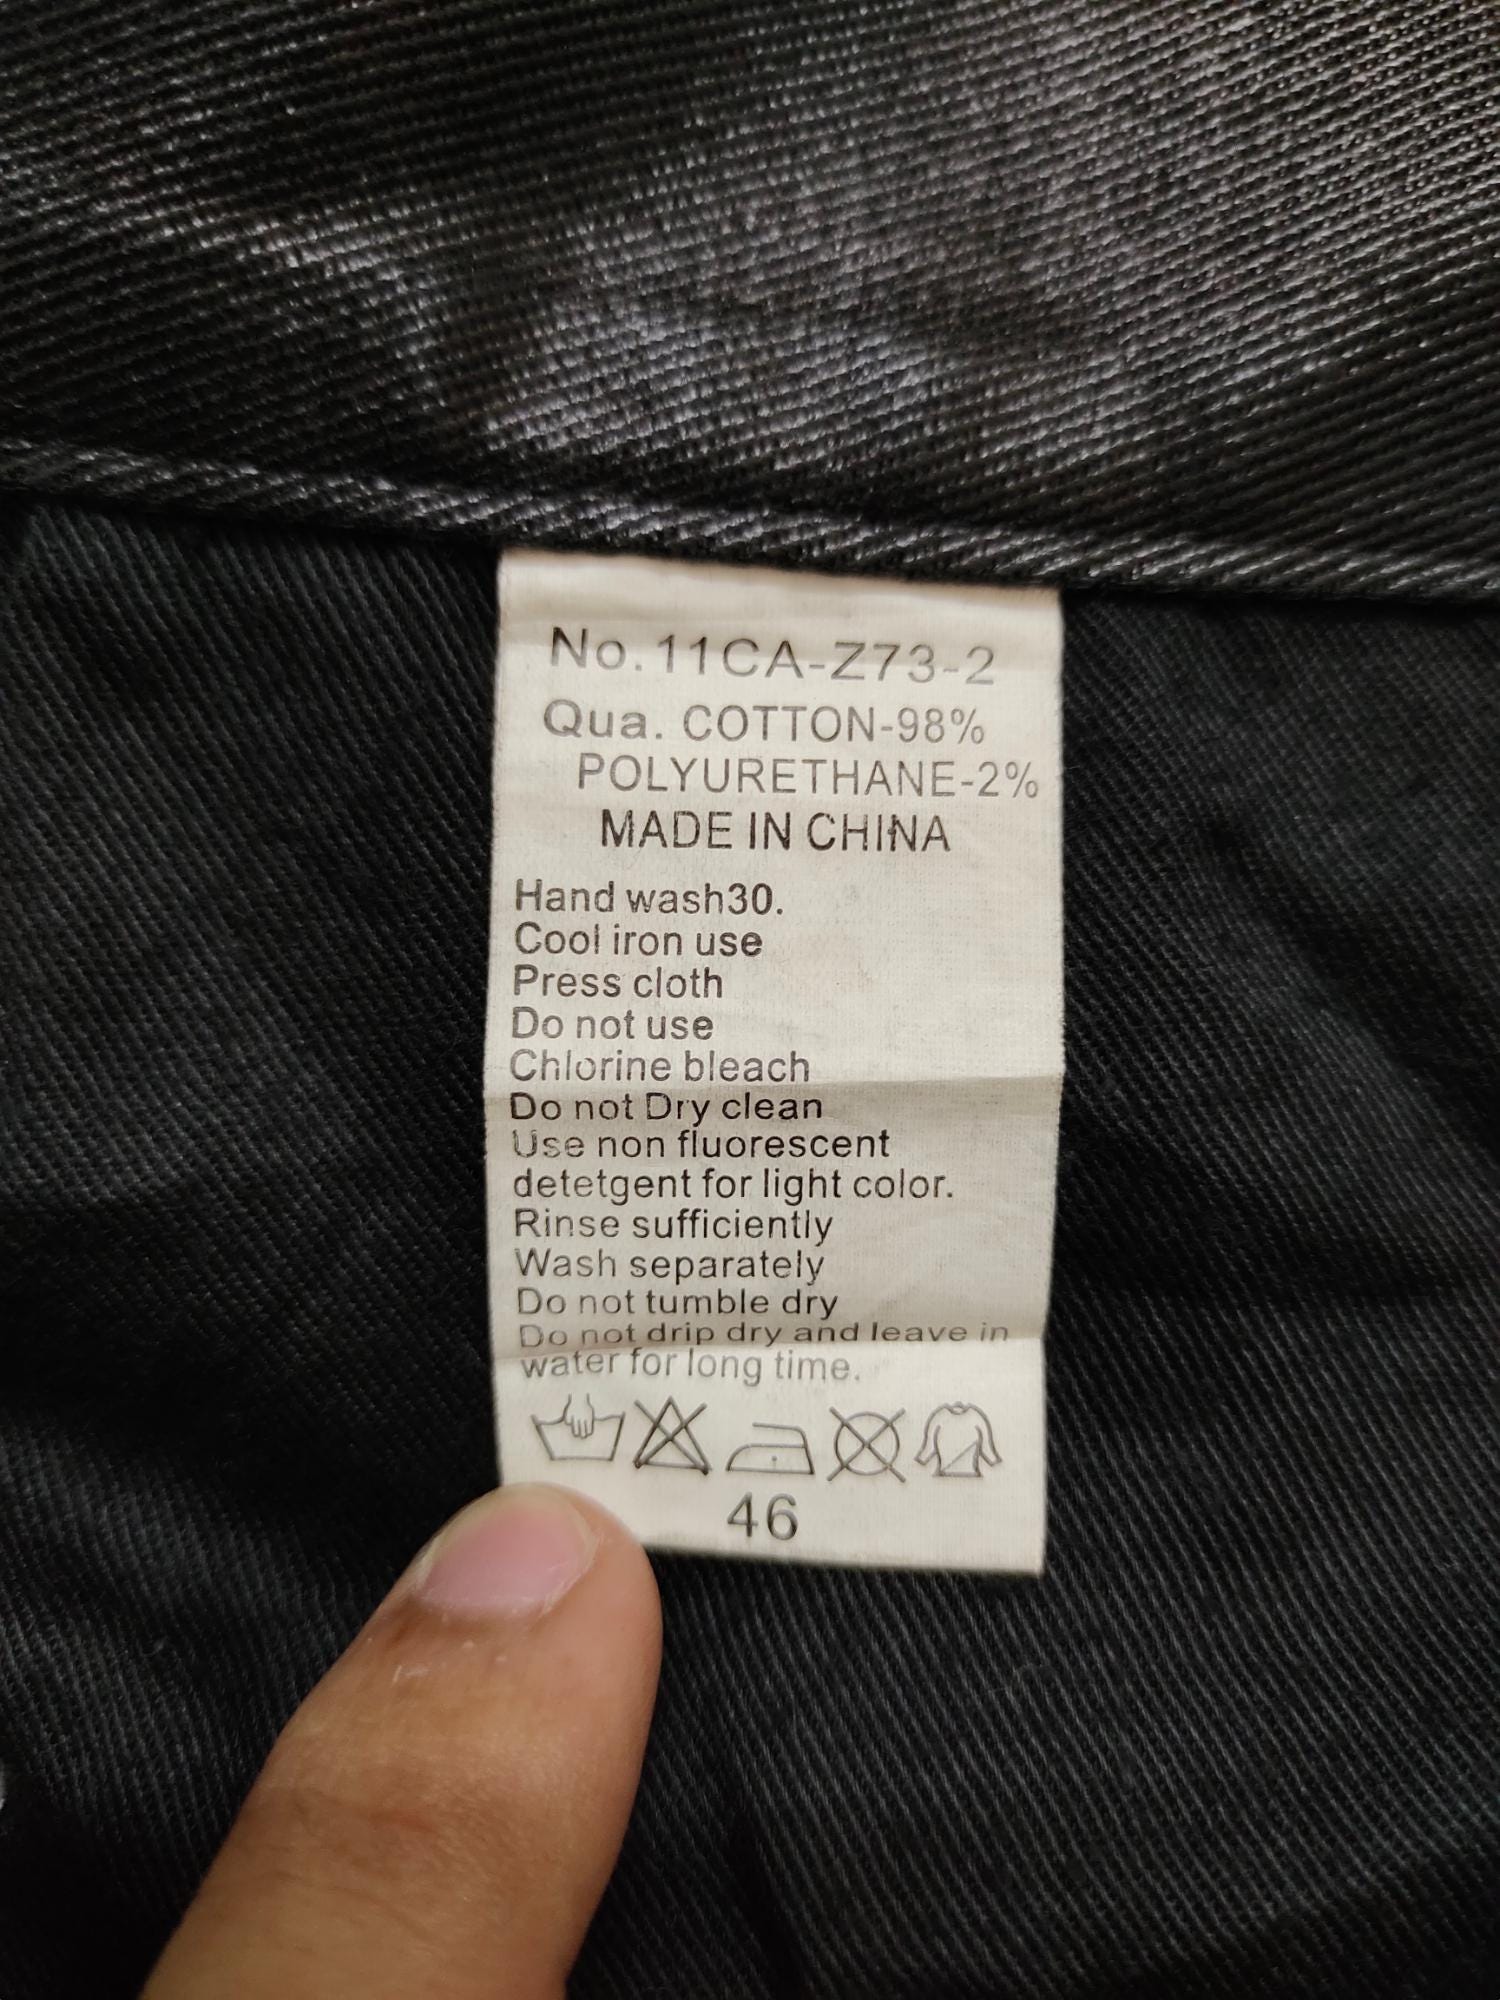 No.11CA-Z73-2
Qua. COTTON-98%
POLYURETHANE-2%
MADE IN CHINA
Hand wash30.
Cool iron use
Press cloth
Do not use
Chlorine bleach
Do not Dry clean
Use non fluorescent
detetgent for light color.
Rinse sufficiently
Wash separately
Do not tumble dry
Do not drip dry and leave in
water for long time.
46